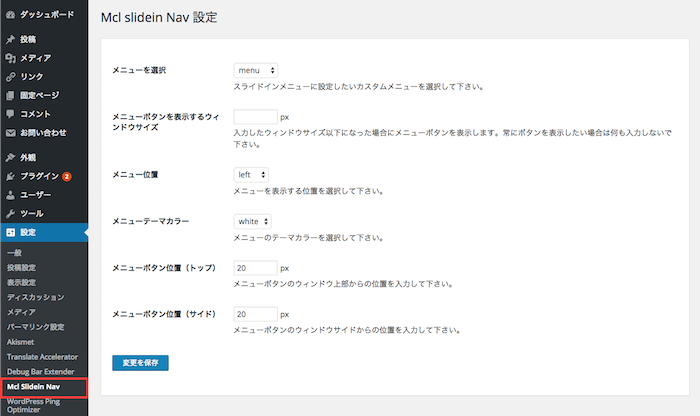 ダッシュボード
投稿
メディア
リンク
固定ページ
コメント
お問い合わせ
外観
プラグイン 2
ユーザー
ツール
設定
一般
投稿設定
表示設定
ディスカッション
メディア
パーマリンク設定
Akismet
Translate Accelerator
Debug Bar Extender
Mcl Slidein Nav
WordPress Ping
Optimizer
Mcl slidein Nav 設定
メニューを選択
menu
スライドインメニューに設定したいカスタムメニューを選択して下さい。
メニューボタンを表示するウィ
ンドウサイズ
px
入力したウィンドウサイズ以下になった場合にメニューボタンを表示します。常にボタンを表示したい場合は何も入力しないで
下さい。
メニュー位置
left
メニューを表示する位置を選択して下さい。
メニューテーマカラー
white
メニューのテーマカラーを選択して下さい。
メニューボタン位置（トップ）
20 px
メニューボタンのウィンドウ上部からの位置を入力して下さい。
メニューボタン位置（サイド）
20 px
メニューボタンのウィンドウサイドからの位置を入力して下さい。
変更を保存